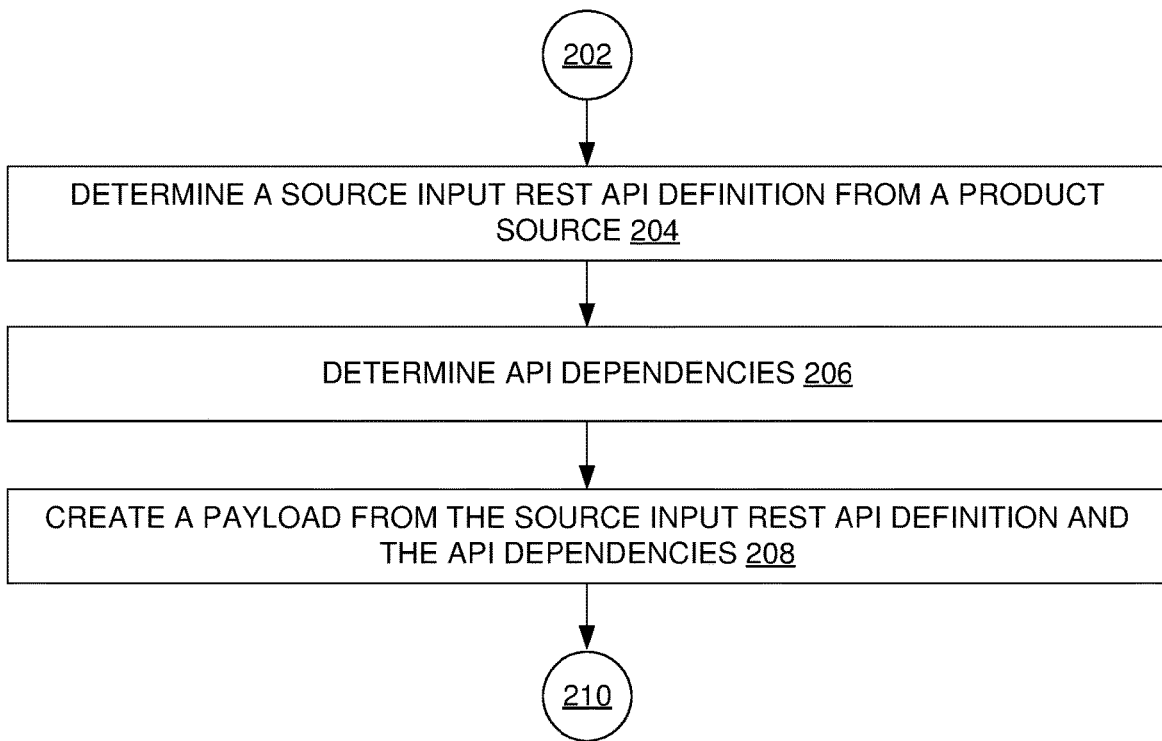 202
DETERMINE A SOURCE INPUT REST API DEFINITION FROM A PRODUCT
SOURCE 204
DETERMINE API DEPENDENCIES 206
CREATE A PAYLOAD FROM THE SOURCE INPUT REST API DEFINITION AND
THE API DEPENDENCIES 208
210